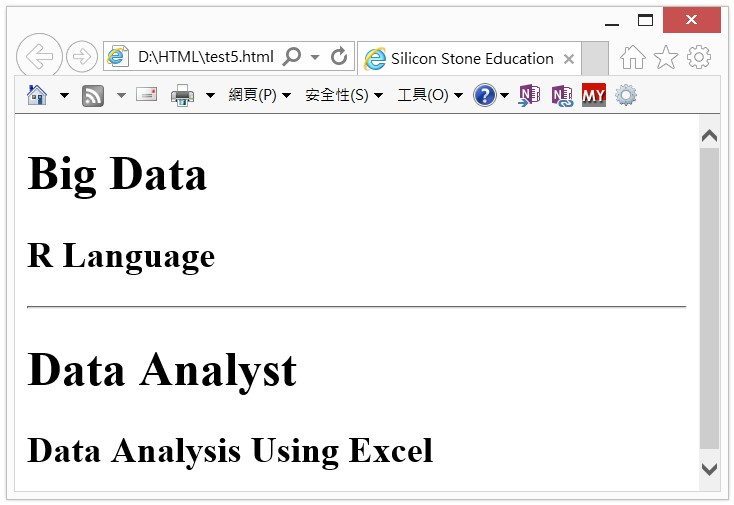 D:\HTML\test5.html
Silicon Stone Education
網頁(P) 安全性(S) 工具(O) ? N N MY
Big Data
R Language
Data Analyst
Data Analysis Using Excel